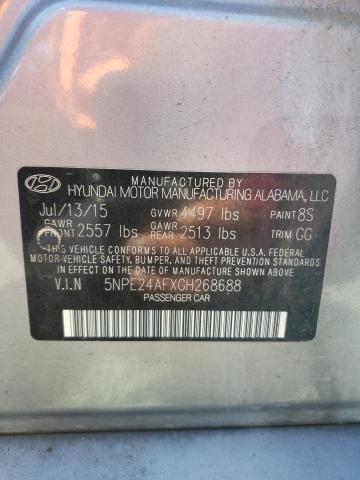 MANUFACTURED BY
HYUNDAI MOTOR MANUFACTURING ALABAMA, LLC
Jul/13/15 GVWR 4497 lbs PAINT 8S
GAWR FRONT 2557 lbs GAWR REAR 2513 lbs TRIM GG
THIS VEHICLE CONFORMS TO ALL APPLICABLE U.S.A. FEDERAL
MOTOR VEHICLE SAFETY, BUMPER, AND THEFT PREVENTION
STANDARDS IN EFFECT ON THE DATE OF MANUFACTURE SHOWN ABOVE.
V.I.N 5NPE24AFXGH268688
PASSENGER CAR